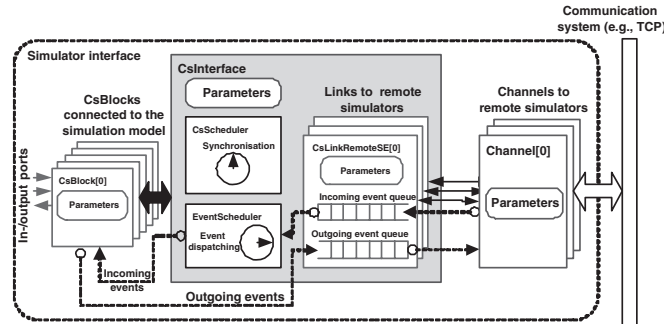 Communication
system (e.g., TCP)
Simulator interface
CsInterface
Parameters
CsBlocks
connected to the
simulation model
Links to remote
simulators
Channels to
remote simulators
CsScheduler
Synchronisation
CsLinkRemoteSE[0]
Parameters
Channel[0]
Parameters
In-/output ports
CsBlock[0]
Parameters
Incoming event queue
EventScheduler
Event
dispatching
Outgoing event queue
Incoming
events
Outgoing events